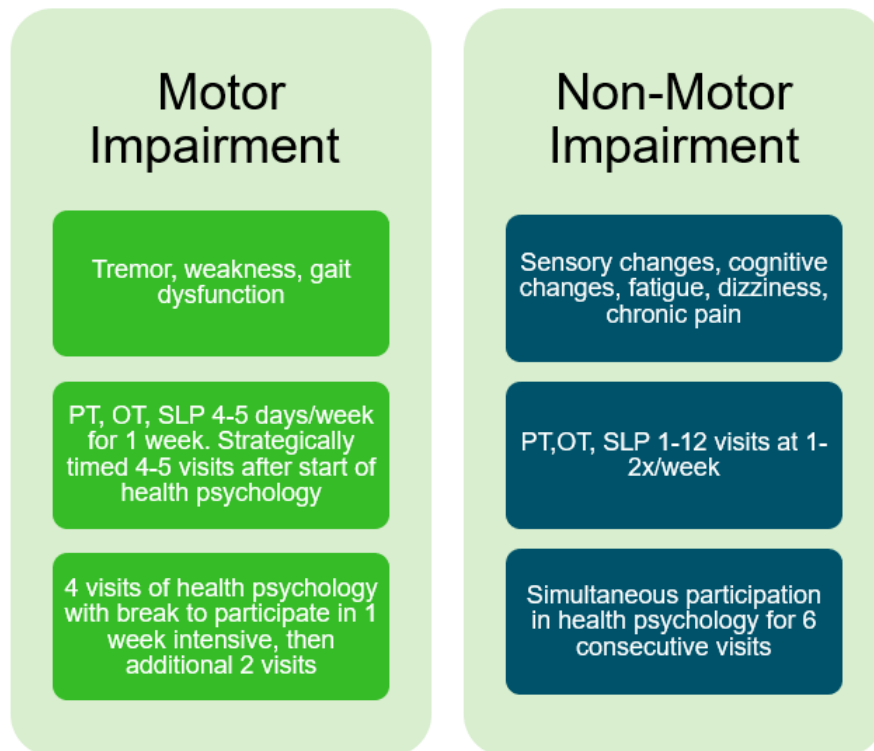 Motor
Impairment
Tremor, weakness, gait
dysfunction
PT, OT, SLP 4-5 days/week
for 1 week. Strategically
timed 4-5 visits after start of
health psychology
4 visits of health psychology
with break to participate in 1
week intensive, then
additional 2 visits
Non-Motor
Impairment
Sensory changes, cognitive
changes, fatigue, dizziness,
chronic pain
PT,OT, SLP 1-12 visits at 1-
2x/week
Simultaneous participation
in health psychology for 6
consecutive visits